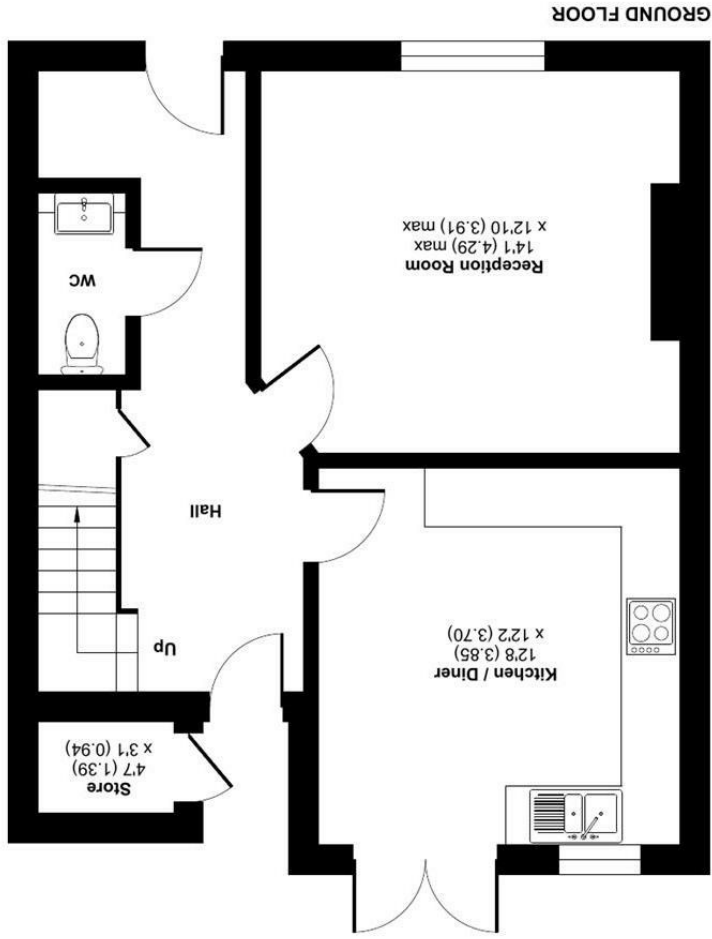 Store
4'7 (1.39)
x 3'1 (0.94)
Kitchen / Diner
12'8 (3.85)
x 12'2 (3.70)
Up
Hall
WC
Reception Room
14'1 (4.29) max
x 12'10 (3.91) max
GROUND FLOOR